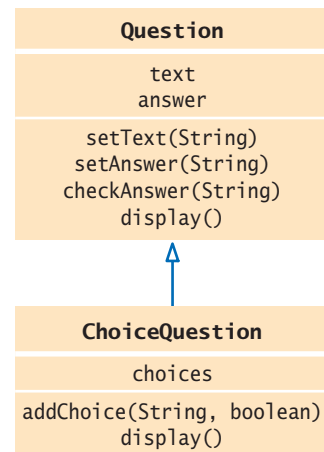 Question
text
answer
setText(String)
setAnswer(String)
checkAnswer(String)
display()
ChoiceQuestion
choices
addChoice(String, boolean)
display()